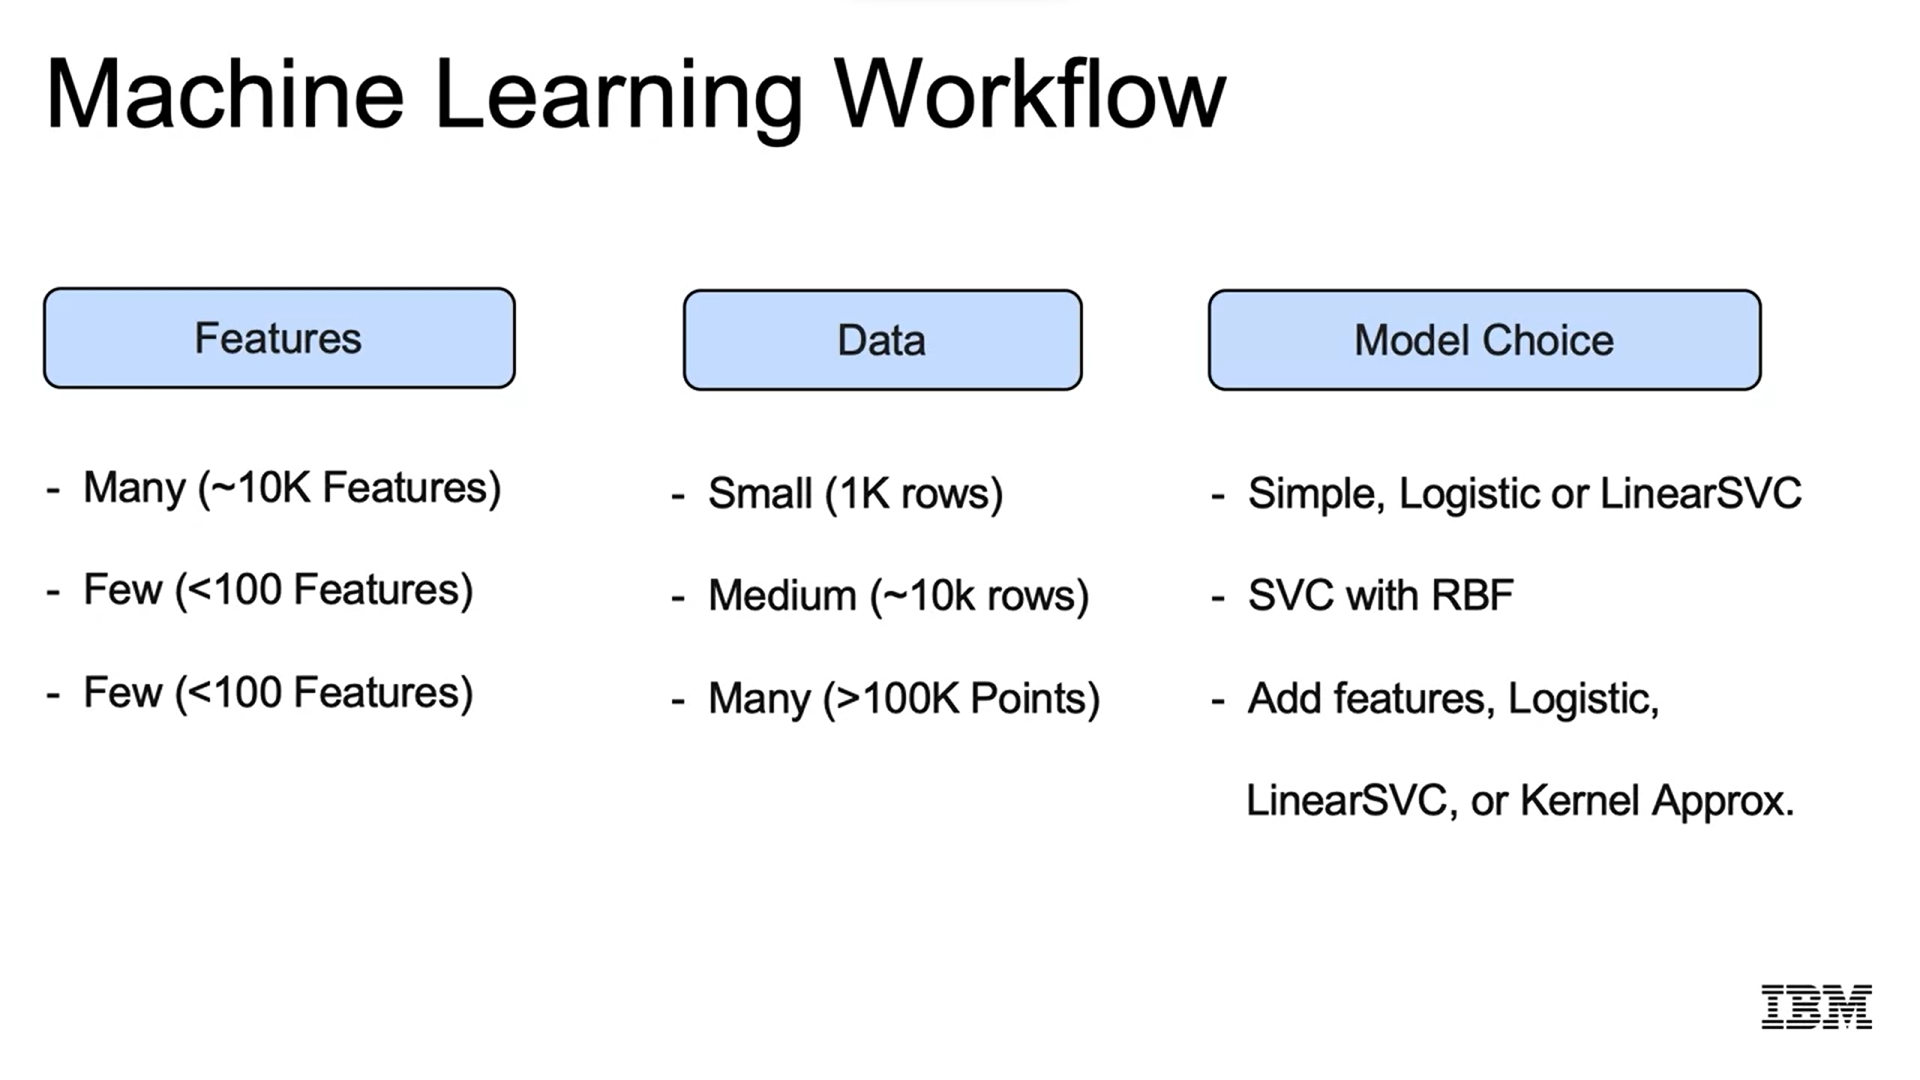 Machine Learning Workflow
Features
Data
Model Choice
- Many (~10K Features)
- Small (1K rows)
- Simple, Logistic or LinearSVC
- Few (<100 Features)
- Medium (~10k rows)
- SVC with RBF
- Few (<100 Features)
- Many (>100K Points)
- Add features, Logistic,
LinearSVC, or Kernel Approx.
IBM